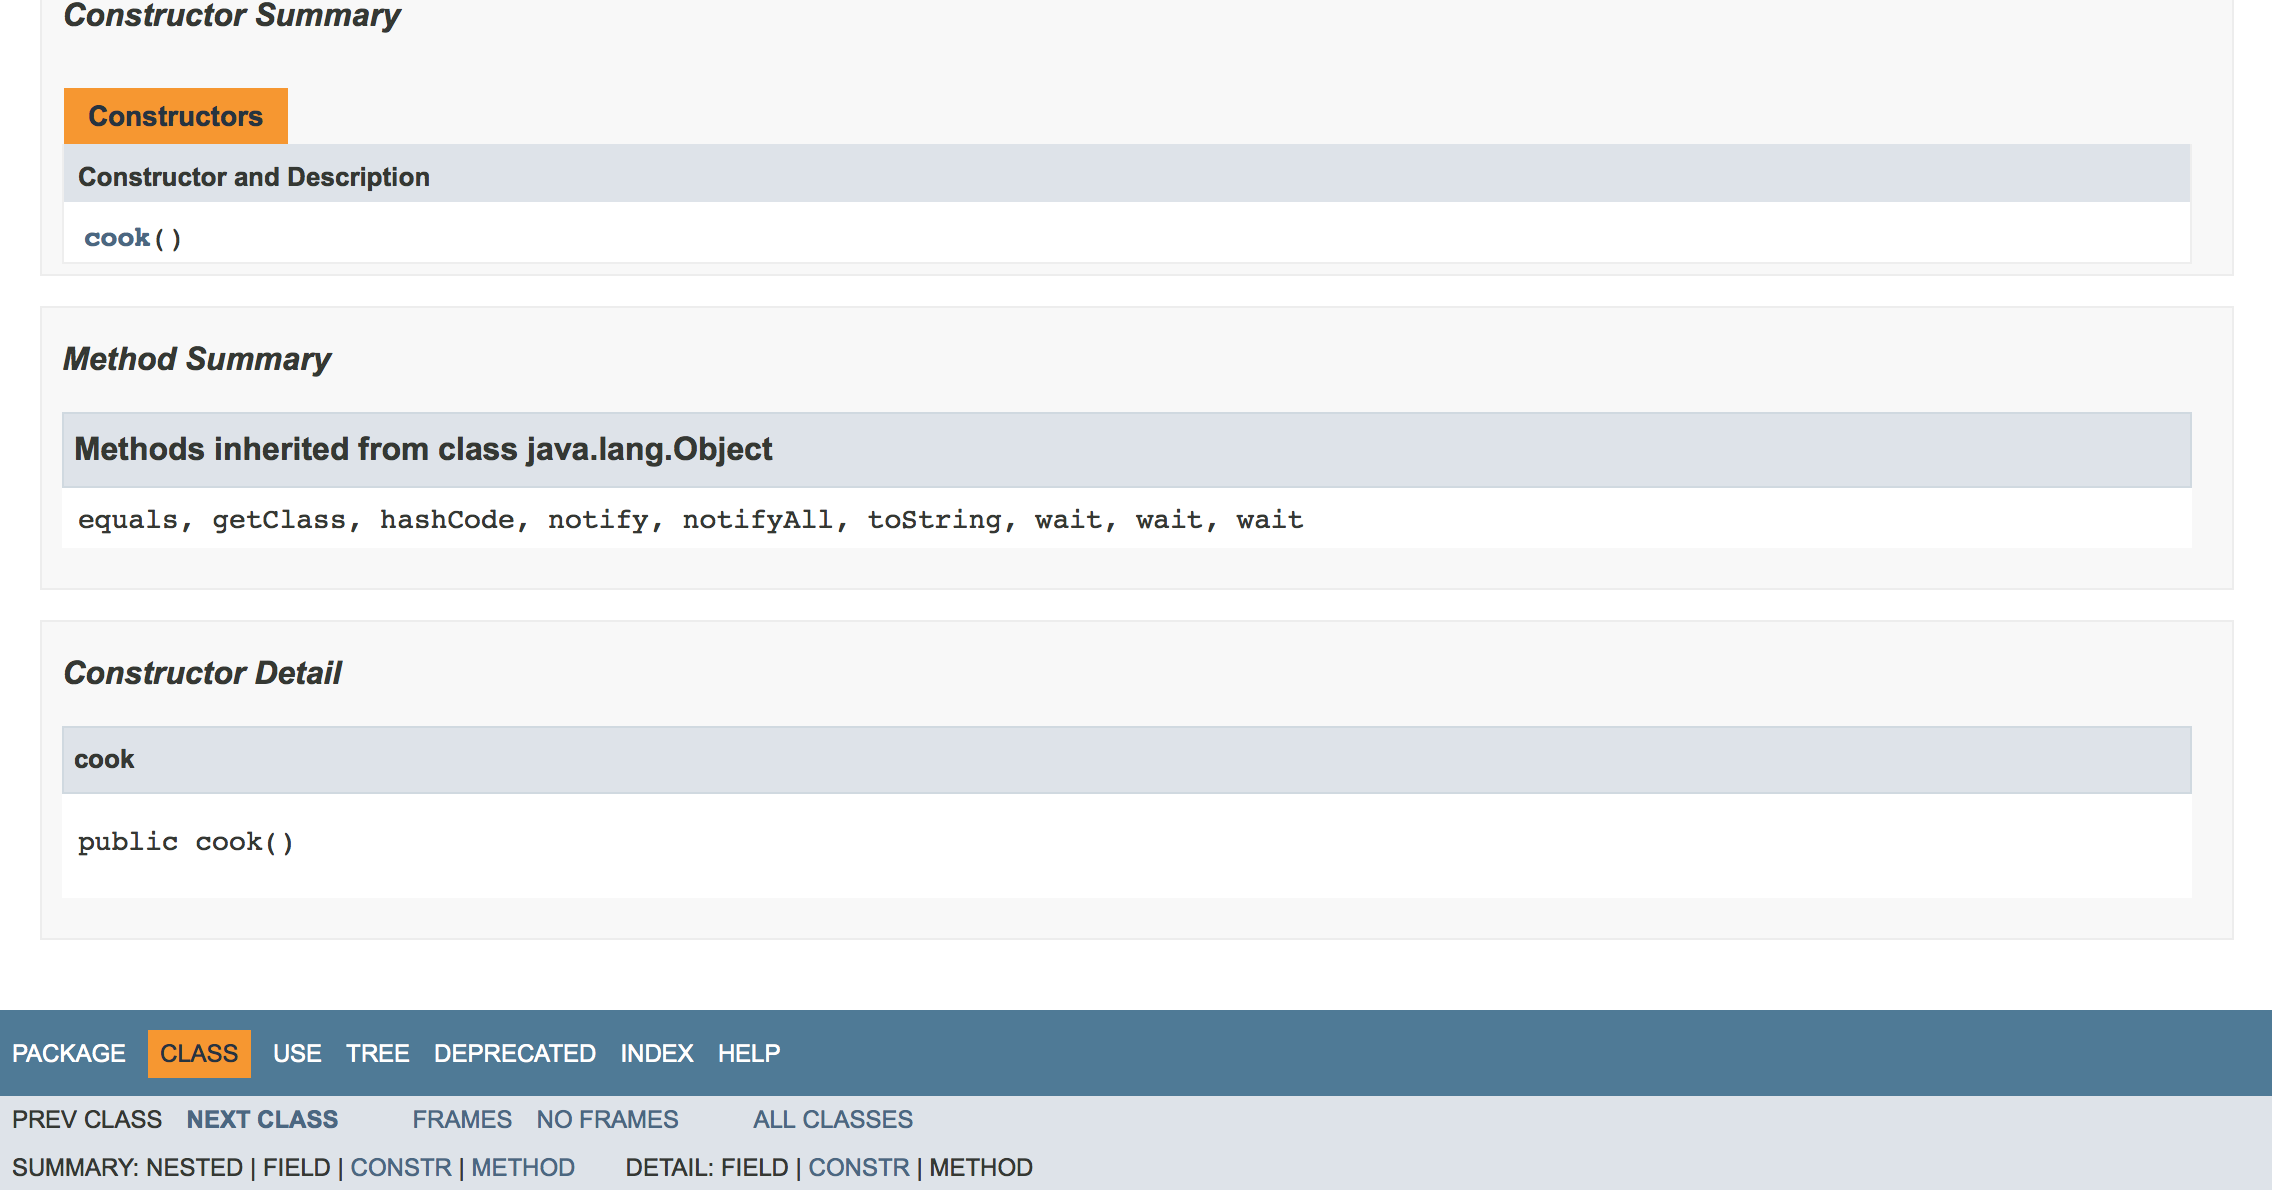 Constructor Summary
Constructors
Constructor and Description
cook()
Method Summary
Methods inherited from class java.lang.Object
equals, getClass, hashCode, notify, notifyAll, toString, wait, wait, wait
Constructor Detail
cook
public cook()
PACKAGE CLASS USE TREE DEPRECATED INDEX HELP
PREV CLASS NEXT CLASS FRAMES NO FRAMES ALL CLASSES
SUMMARY: NESTED | FIELD | CONSTR | METHOD DETAIL: FIELD | CONSTR | METHOD